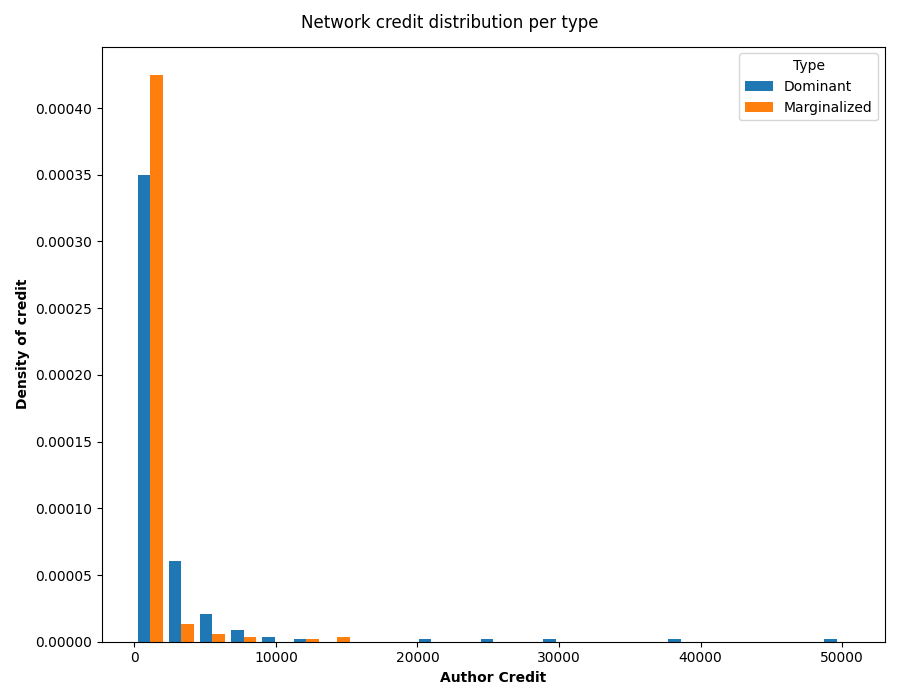 Network credit distribution per type
Type
Dominant
Marginalized
0.00040
0.00035
0.00030
0.00025
0.00020
0.00015
0.00010
0.00005
0.00000
Density of credit
0 10000 20000 30000 40000 50000
Author Credit